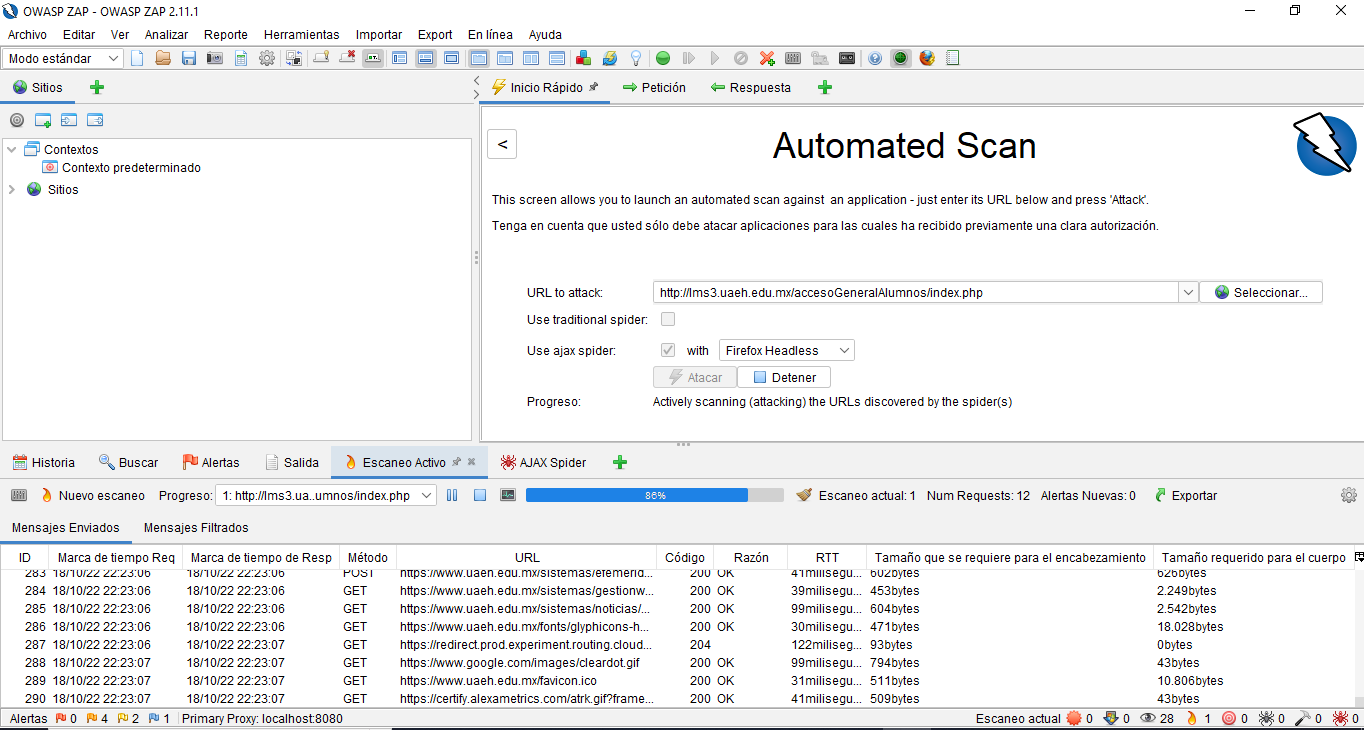 OWASP ZAP - OWASP ZAP 2.11.1
Archivo Editar Ver Analizar Reporte Herramientas Importar Export En línea Ayuda
Modo estándar
Sitios
Inicio Rápido Petición Respuesta
<
Automated Scan
Contextos
Contexto predeterminado
Sitios
This screen allows you to launch an automated scan against an application - just enter its URL below and press 'Attack'.
Tenga en cuenta que usted sólo debe atacar aplicaciones para las cuales ha recibido previamente una clara autorización.
URL to attack: http://lms3.uaeh.edu.mx/accesoGeneralAlumnos/index.php Seleccionar...
Use traditional spider:
Use ajax spider: with Firefox Headless
Atacar Detener
Progreso: Actively scanning (attacking) the URLs discovered by the spider(s)
Historia Buscar Alertas Salida Escaneo Activo AJAX Spider
Nuevo escaneo Progreso: 1: http://lms3.ua..umnos/index.php 86% Escaneo actual: 1 Num Requests: 12 Alertas Nuevas: 0 Exportar
Mensajes Enviados Mensajes Filtrados
ID Marca de tiempo Req Marca de tiempo de Resp Método URL Código Razón RTT Tamaño que se requiere para el encabezamiento Tamaño requerido para el cuerpo
283 18/10/22 22:23:06 18/10/22 22:23:06 POST https://www.uaeh.edu.mx/sistemas/efemerid... 200 OK 41milisegu... 602bytes 626bytes
284 18/10/22 22:23:06 18/10/22 22:23:06 GET https://www.uaeh.edu.mx/sistemas/gestionw... 200 OK 39milisegu... 453bytes 2.249bytes
285 18/10/22 22:23:06 18/10/22 22:23:06 GET https://www.uaeh.edu.mx/sistemas/noticias/... 200 OK 99milisegu... 604bytes 2.542bytes
286 18/10/22 22:23:06 18/10/22 22:23:06 GET https://www.uaeh.edu.mx/fonts/glyphicons-h... 200 OK 30milisegu... 471bytes 18.028bytes
287 18/10/22 22:23:06 18/10/22 22:23:07 GET https://redirect.prod.experiment.routing.cloud... 204 122milisegu... 93bytes 0bytes
288 18/10/22 22:23:07 18/10/22 22:23:07 GET https://www.google.com/images/cleardot.gif 200 OK 99milisegu... 794bytes 43bytes
289 18/10/22 22:23:07 18/10/22 22:23:07 GET https://www.uaeh.edu.mx/favicon.ico 200 OK 31milisegu... 511bytes 10.806bytes
290 18/10/22 22:23:07 18/10/22 22:23:07 GET https://certify.alexametrics.com/atrk.gif?frame... 200 OK 41milisegu... 509bytes 43bytes
Alertas 0 4 2 1 Primary Proxy: localhost:8080 Escaneo actual 0 0 28 1 0 0 0 0